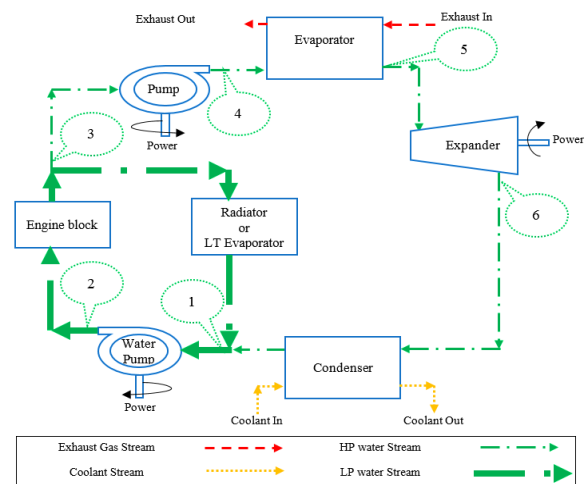 Exhaust Out
Exhaust In
Evaporator
5
Pump
4
3
Power
Power
Expander
Engine block
Radiator
or
LT Evaporator
6
2
1
Water
Pump
Condenser
Power
Coolant In
Coolant Out
Exhaust Gas Stream
HP water Stream
Coolant Stream
LP water Stream